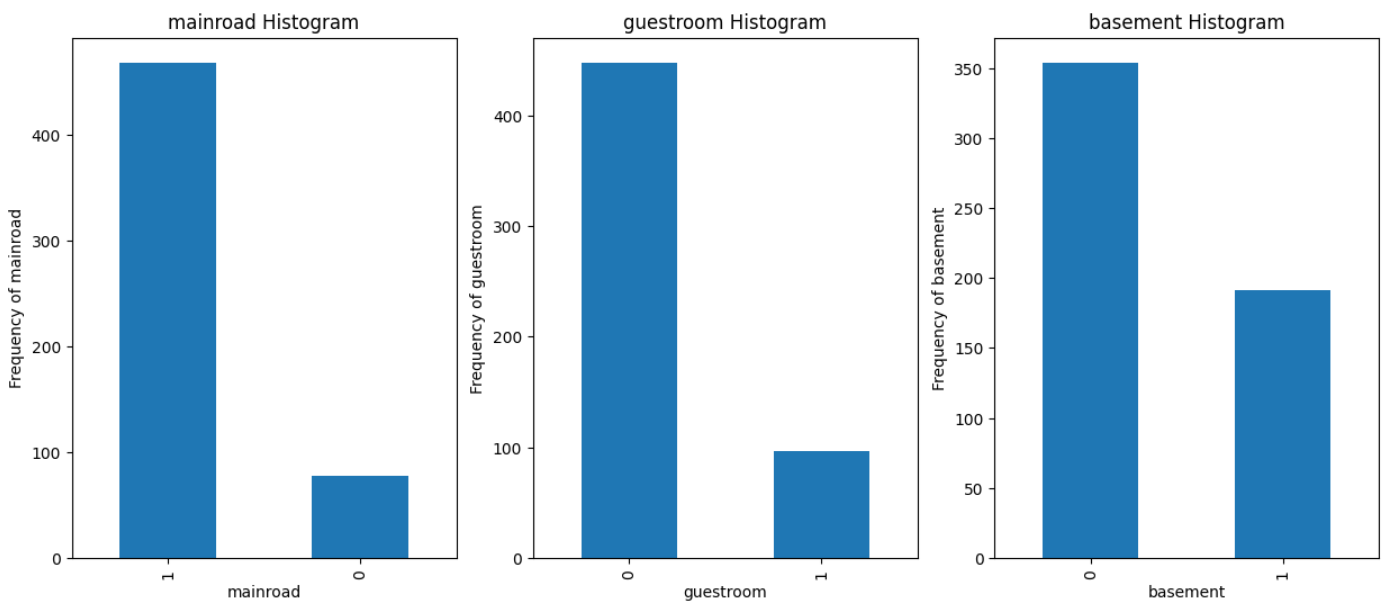 mainroad Histogram
Frequency of mainroad
400
300
200
100
0
1
0
mainroad
guestroom Histogram
Frequency of guestroom
400
300
200
100
0
0
1
guestroom
basement Histogram
Frequency of basement
350
300
250
200
150
100
50
0
0
1
basement